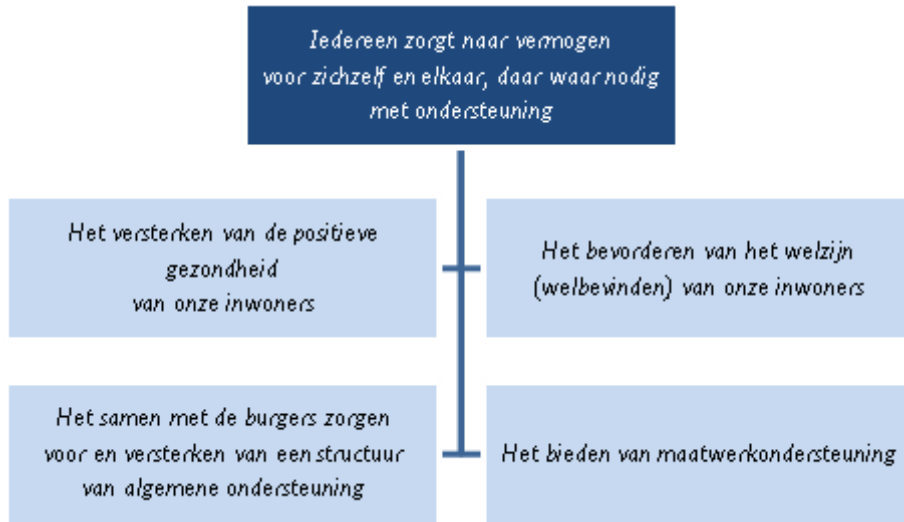 Iedereen zorgt naar vermogen
voor zichzelf en elkaar, daar waar nodig
met ondersteuning
Het versterken van de positieve
gezondheid
van onze inwoners
Het bevorderen van het welzijn
(welbevinden) van onze inwoners
Het samen met de burgers zorgen
voor en versterken van een structuur
van algemene ondersteuning
Het bieden van maatwerkondersteuning